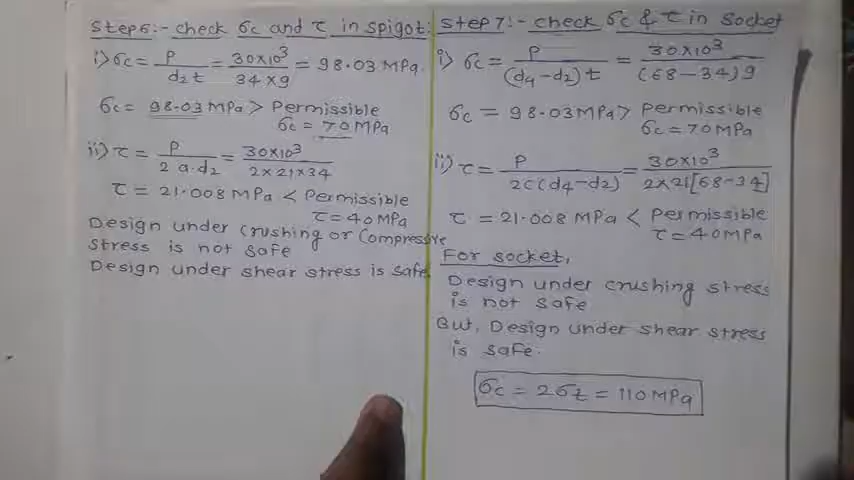 Step 6:- check σc and τ in spigot:
i) σc = P / d2 t = 30×10³ / 34×9 = 98.03 MPa.
σc = 98.03 MPa > Permissible
σc = 70 MPa
ii) τ = P / 2 a.d2 = 30×10³ / 2×21×34
τ = 21.008 MPa < Permissible
τ = 40 MPa
Design under crushing or Compressive
stress is not safe
Design under shear stress is safe.
Step 7:- check σc & τ in socket
i) σc = P / (d4-d2) t = 30×10³ / (68-34) 9
σc = 98.03 MPa > Permissible
σc = 70 MPa
ii) τ = P / 2c(d4-d2) = 30×10³ / 2×21[68-34]
τ = 21.008 MPa < Permissible
τ = 40 MPa
For socket,
Design under crushing stress
is not safe
But, Design under shear stress
is safe.
σc = 2σt = 110 MPa